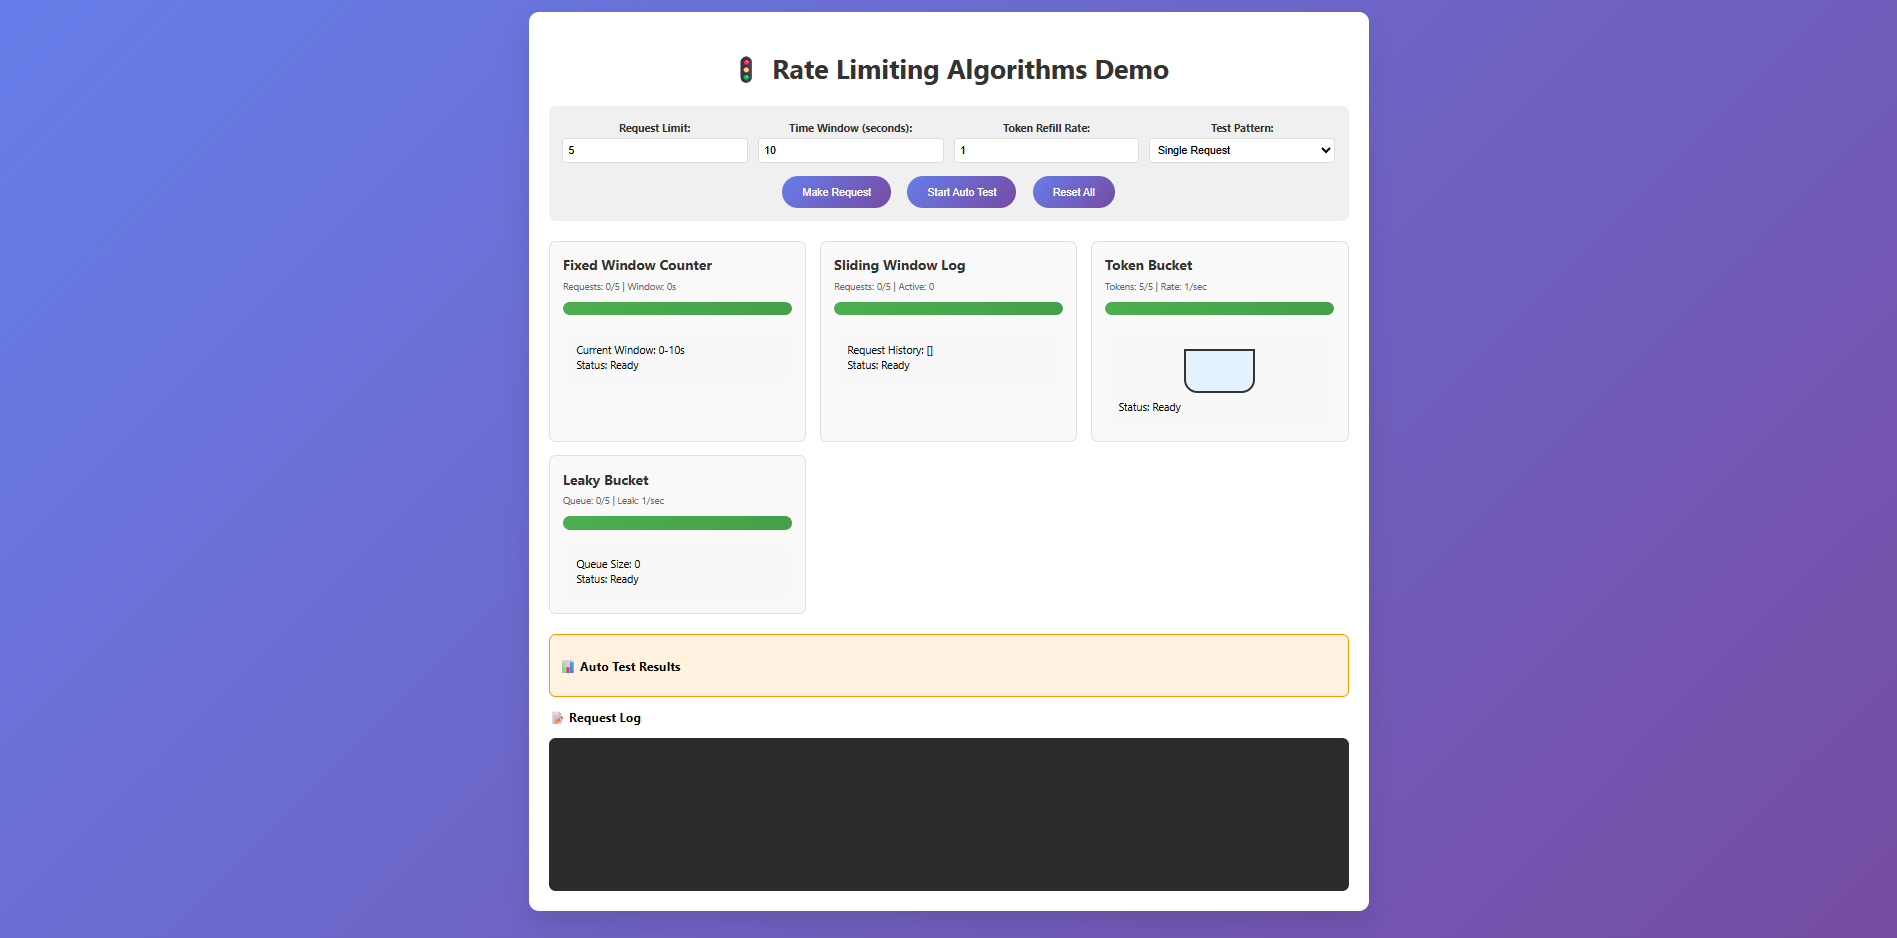 🚦 Rate Limiting Algorithms Demo
Request Limit: Time Window (seconds): Token Refill Rate: Test Pattern:
5 10 1 Single Request
Make Request Start Auto Test Reset All
Fixed Window Counter
Requests: 0/5 | Window: 0s
Current Window: 0-10s
Status: Ready
Sliding Window Log
Requests: 0/5 | Active: 0
Request History: []
Status: Ready
Token Bucket
Tokens: 5/5 | Rate: 1/sec
Status: Ready
Leaky Bucket
Queue: 0/5 | Leak: 1/sec
Queue Size: 0
Status: Ready
📊 Auto Test Results
📝 Request Log